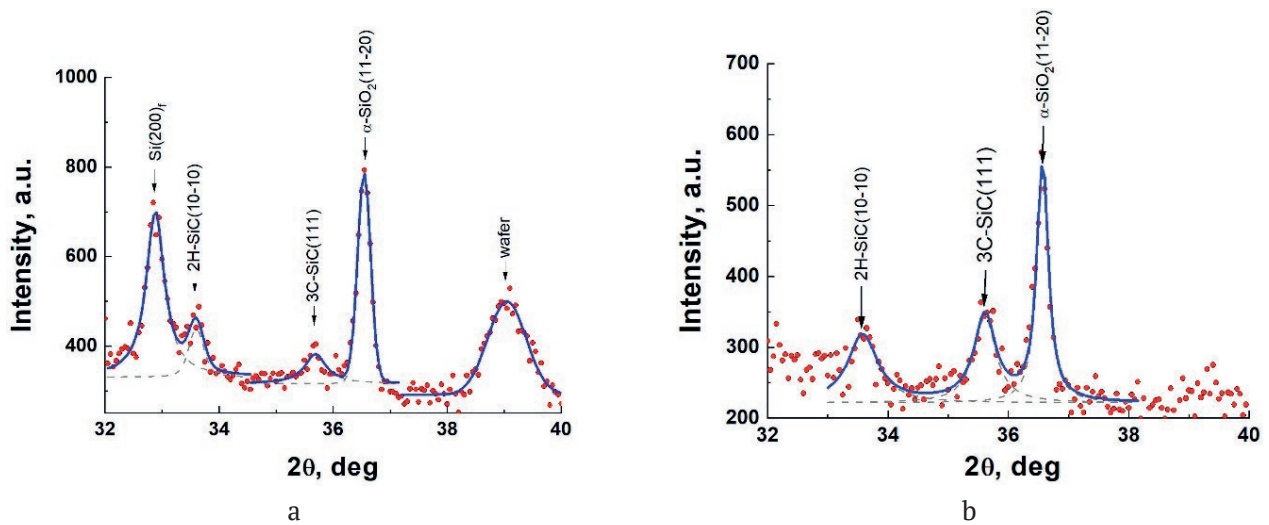 1000
800
600
400
Intensity, a.u.
Si(200)f
2H-SiC(10-10)
3C-SiC(111)
α-SiO2(11-20)
wafer
32 34 36 38 40
2θ, deg
a
700
600
500
400
300
200
Intensity, a.u.
2H-SiC(10-10)
3C-SiC(111)
α-SiO2(11-20)
32 34 36 38 40
2θ, deg
b